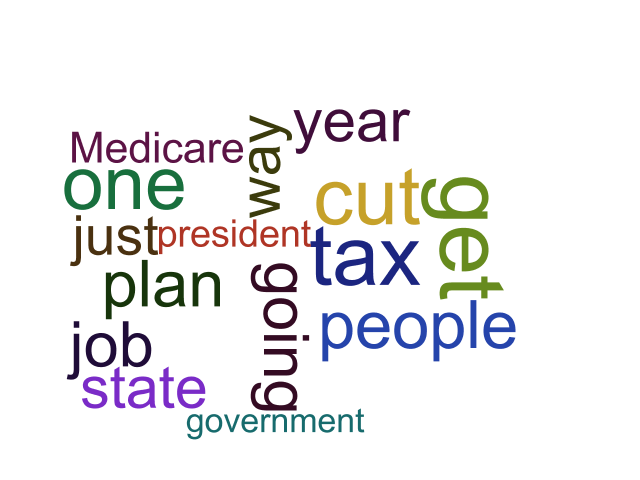 year
way
Medicare
one
cut
get
just
president
tax
plan
going
people
job
state
government